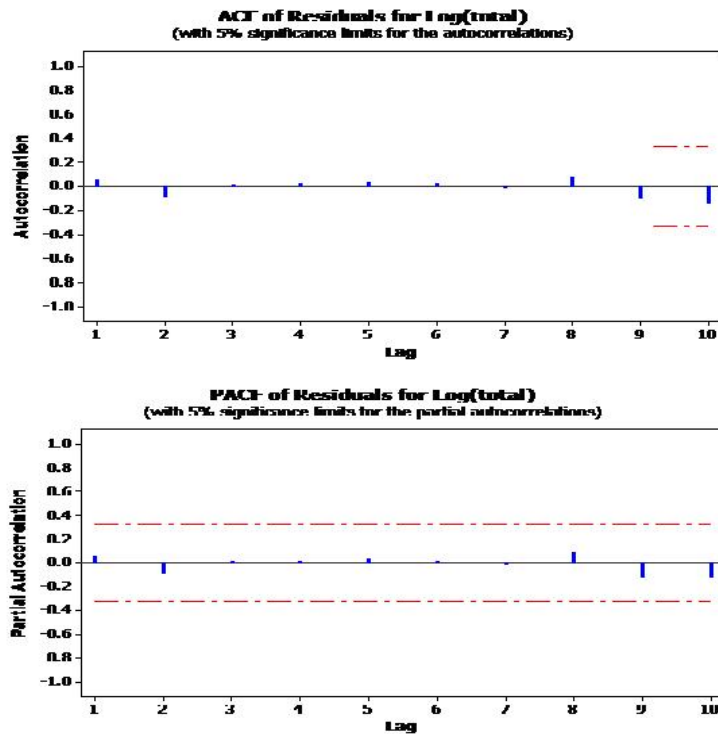 ACF of Residuals for Log(total)
(with 5% significance limits for the autocorrelations)
1.0
0.8
0.6
0.4
0.2
0.0
-0.2
-0.4
-0.6
-0.8
-1.0
Autocorrelation
1 2 3 4 5 6 7 8 9 10
Lag
PACF of Residuals for Log(total)
(with 5% significance limits for the partial autocorrelations)
1.0
0.8
0.6
0.4
0.2
0.0
-0.2
-0.4
-0.6
-0.8
-1.0
Partial Autocorrelation
1 2 3 4 5 6 7 8 9 10
Lag